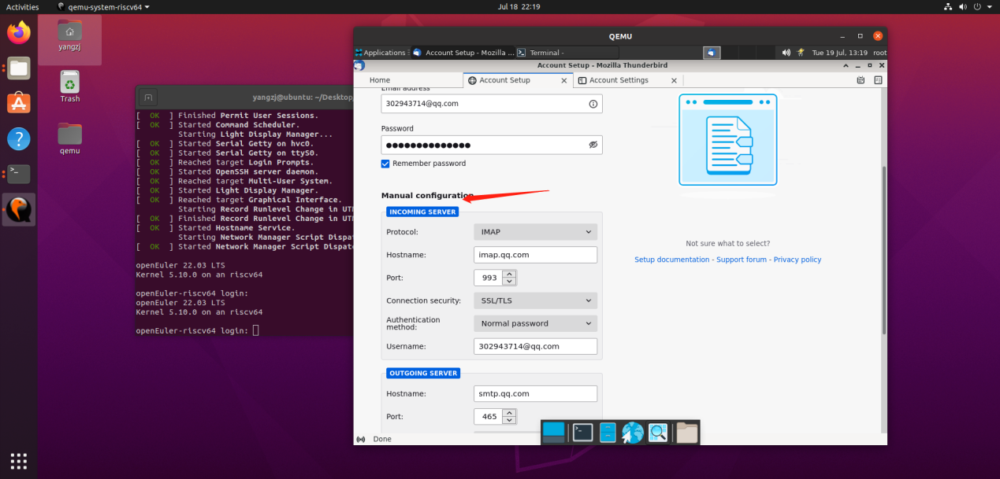 Activities
qemu-system-riscv64
Jul 18 22:19
yangzj
Trash
qemu
yangzj@ubuntu: ~/Desktop/
[ OK ] Finished Permit User Sessions.
[ OK ] Started Command Scheduler.
Starting Light Display Manager...
[ OK ] Started Serial Getty on hvc0.
[ OK ] Started Serial Getty on ttyS0.
[ OK ] Reached target Login Prompts.
[ OK ] Started OpenSSH server daemon.
[ OK ] Reached target Multi-User System.
[ OK ] Started Light Display Manager.
[ OK ] Reached target Graphical Interface.
Starting Record Runlevel Change in UTM
[ OK ] Finished Record Runlevel Change in UTM
[ OK ] Started Hostname Service.
Starting Network Manager Script Dispat
[ OK ] Started Network Manager Script Dispat
openEuler 22.03 LTS
Kernel 5.10.0 on an riscv64
openEuler-riscv64 login:
openEuler 22.03 LTS
Kernel 5.10.0 on an riscv64
openEuler-riscv64 login:
QEMU
Applications
Account Setup - Mozilla ...
Terminal -
Tue 19 Jul, 13:19 root
Account Setup - Mozilla Thunderbird
Home
Account Setup
Account Settings
Email address
302943714@qq.com
Password
Remember password
Manual configuration
INCOMING SERVER
Protocol: IMAP
Hostname: imap.qq.com
Port: 993
Connection security: SSL/TLS
Authentication
method:
Normal password
Username: 302943714@qq.com
OUTGOING SERVER
Hostname: smtp.qq.com
Port: 465
Not sure what to select?
Setup documentation - Support forum - Privacy policy
Done